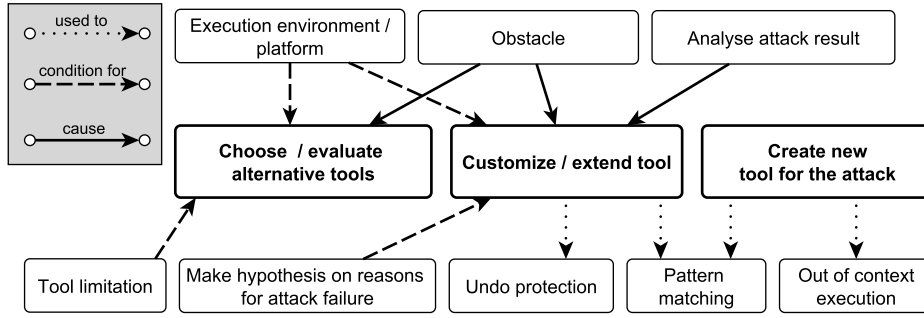 used to
condition for
cause
Execution environment /
platform
Obstacle
Analyse attack result
Choose / evaluate
alternative tools
Customize / extend tool
Create new
tool for the attack
Tool limitation
Make hypothesis on reasons
for attack failure
Undo protection
Pattern
matching
Out of context
execution